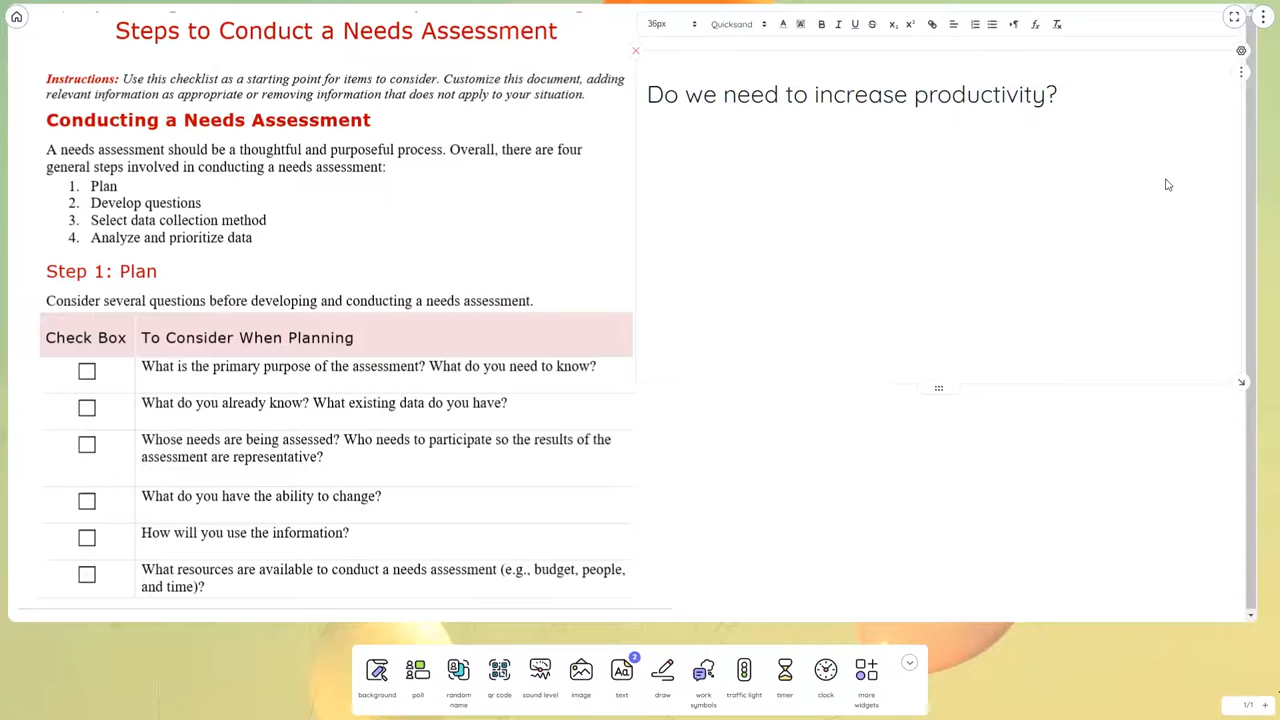 Steps to Conduct a Needs Assessment
Instructions: Use this checklist as a starting point for items to consider. Customize this document, adding
relevant information as appropriate or removing information that does not apply to your situation.
Conducting a Needs Assessment
A needs assessment should be a thoughtful and purposeful process. Overall, there are four
general steps involved in conducting a needs assessment:
1. Plan
2. Develop questions
3. Select data collection method
4. Analyze and prioritize data
Step 1: Plan
Consider several questions before developing and conducting a needs assessment.
Check Box To Consider When Planning
What is the primary purpose of the assessment? What do you need to know?
What do you already know? What existing data do you have?
Whose needs are being assessed? Who needs to participate so the results of the
assessment are representative?
What do you have the ability to change?
How will you use the information?
What resources are available to conduct a needs assessment (e.g., budget, people,
and time)?
36px Quicksand A A B I U S x₂ x² fx Tx
Do we need to increase productivity?
2
Aa
background poll random name qr code sound level image text draw work symbols traffic light timer clock more widgets
1/1 +